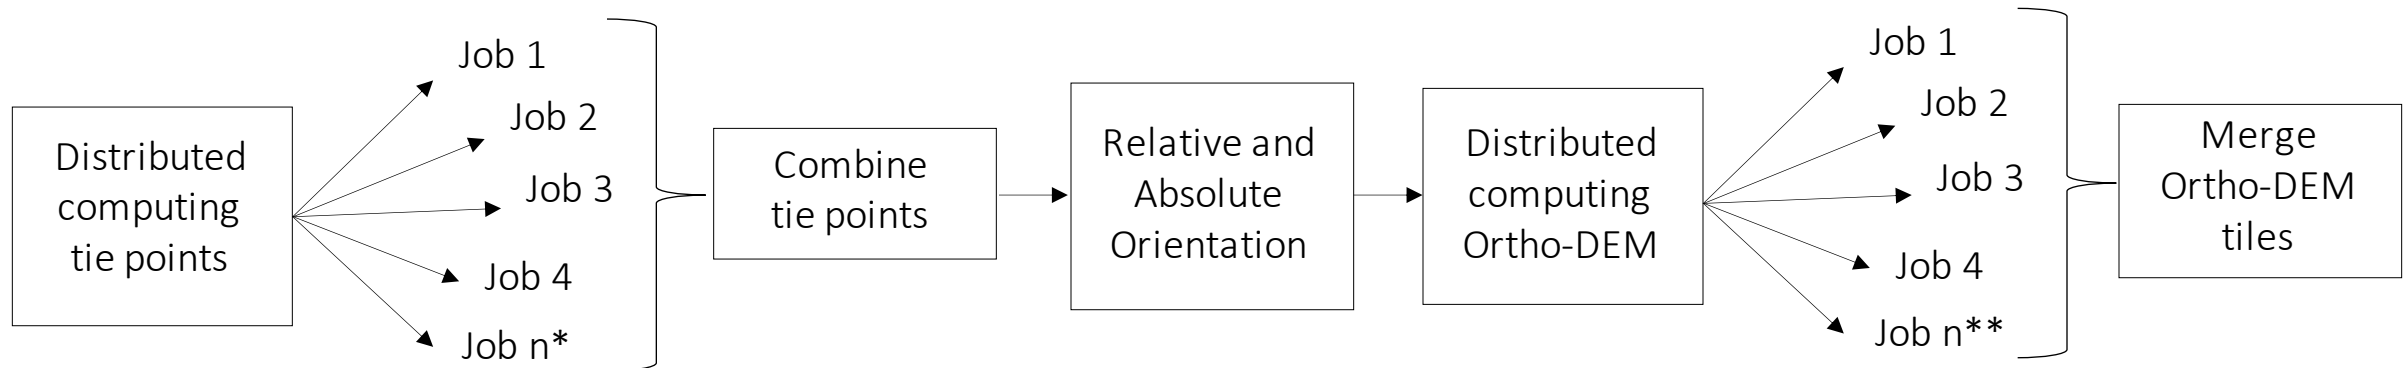 Distributed
computing
tie points
Job 1
Job 2
Job 3
Job 4
Job n*
Combine
tie points
Relative and
Absolute
Orientation
Distributed
computing
Ortho-DEM
Job 1
Job 2
Job 3
Job 4
Job n**
Merge
Ortho-DEM
tiles